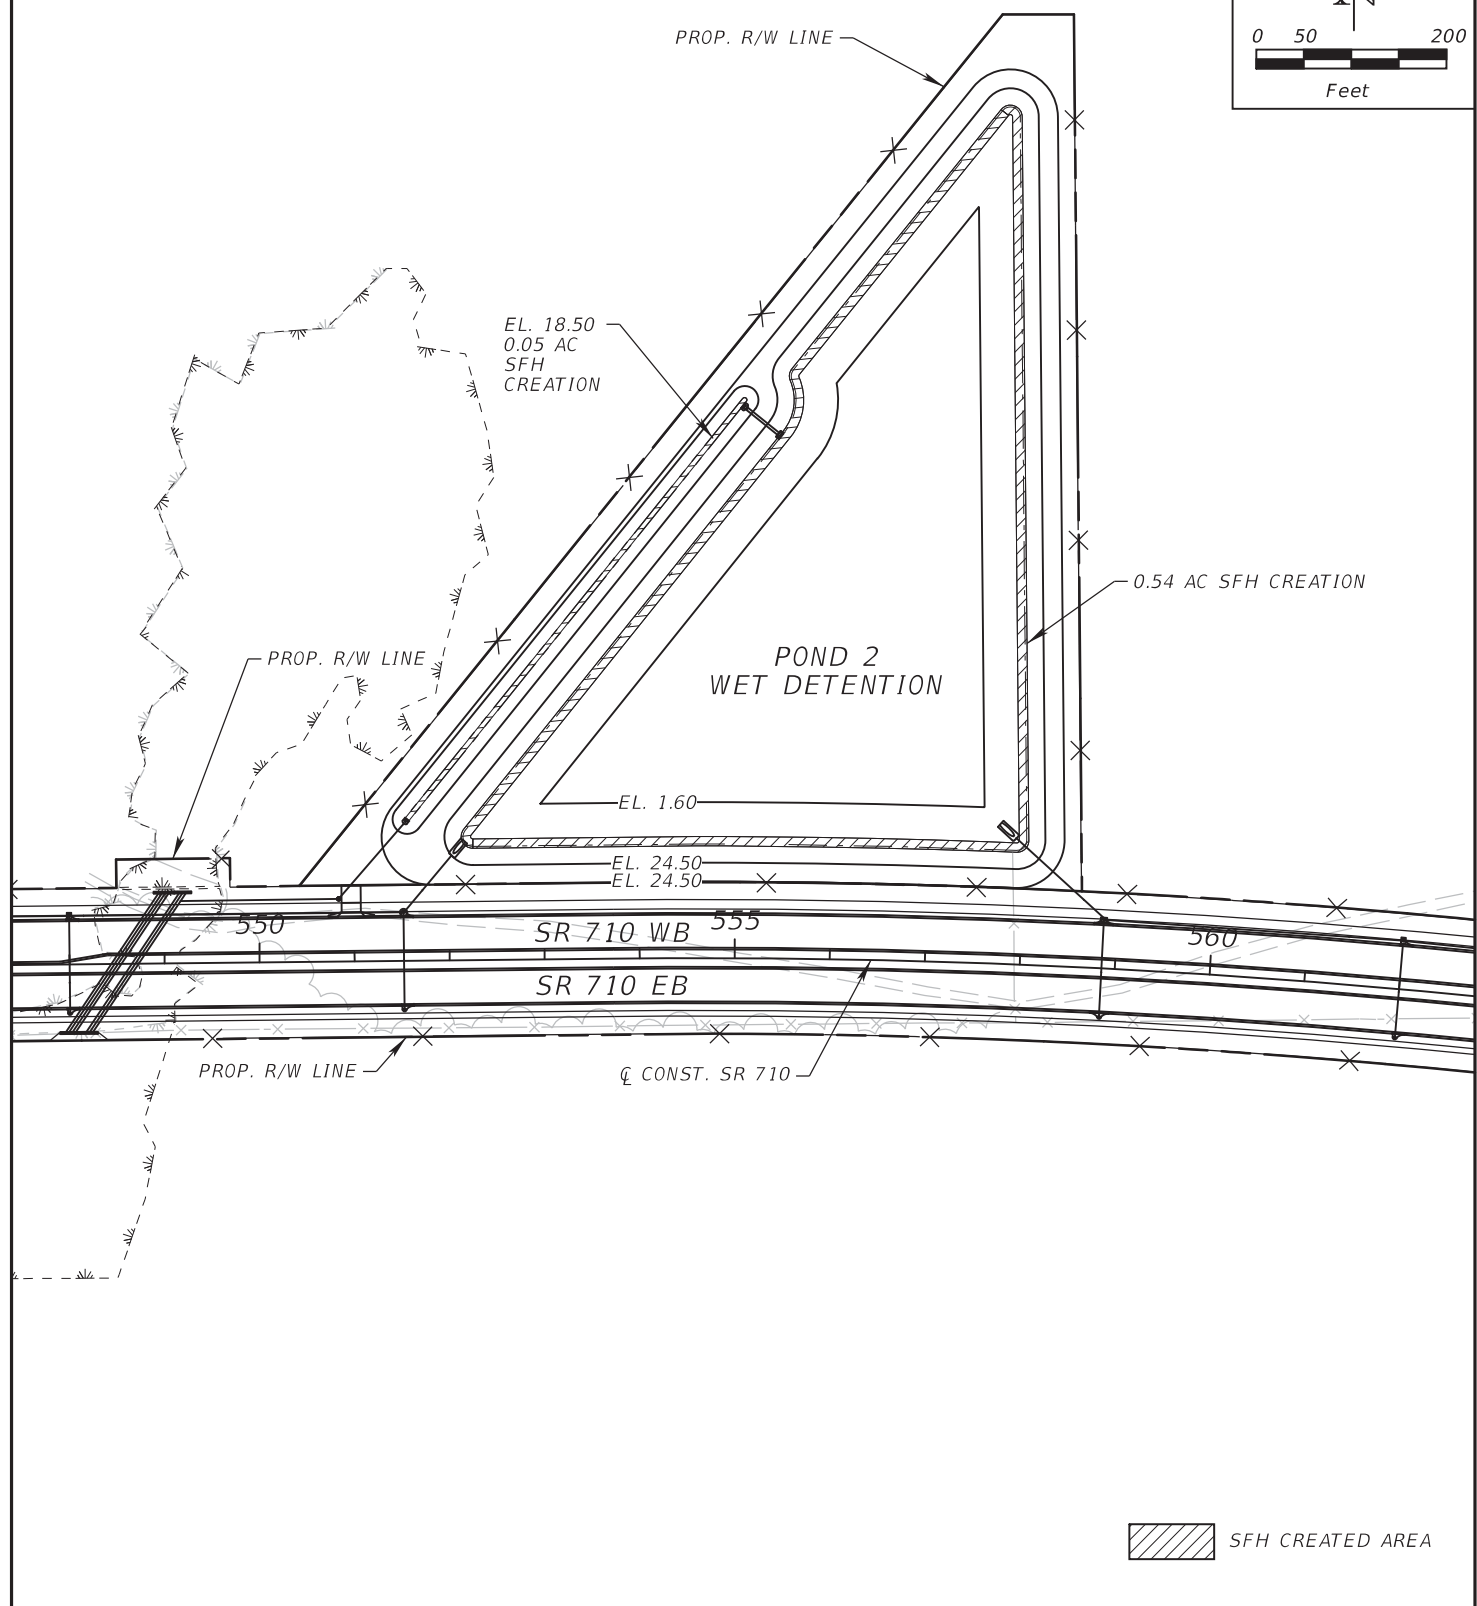 PROP. R/W LINE
0 50 200
Feet
EL. 18.50
0.05 AC
SFH
CREATION
0.54 AC SFH CREATION
PROP. R/W LINE
POND 2
WET DETENTION
EL. 1.60
EL. 24.50
EL. 24.50
550
SR 710 WB
555
560
SR 710 EB
PROP. R/W LINE
℄ CONST. SR 710
SFH CREATED AREA